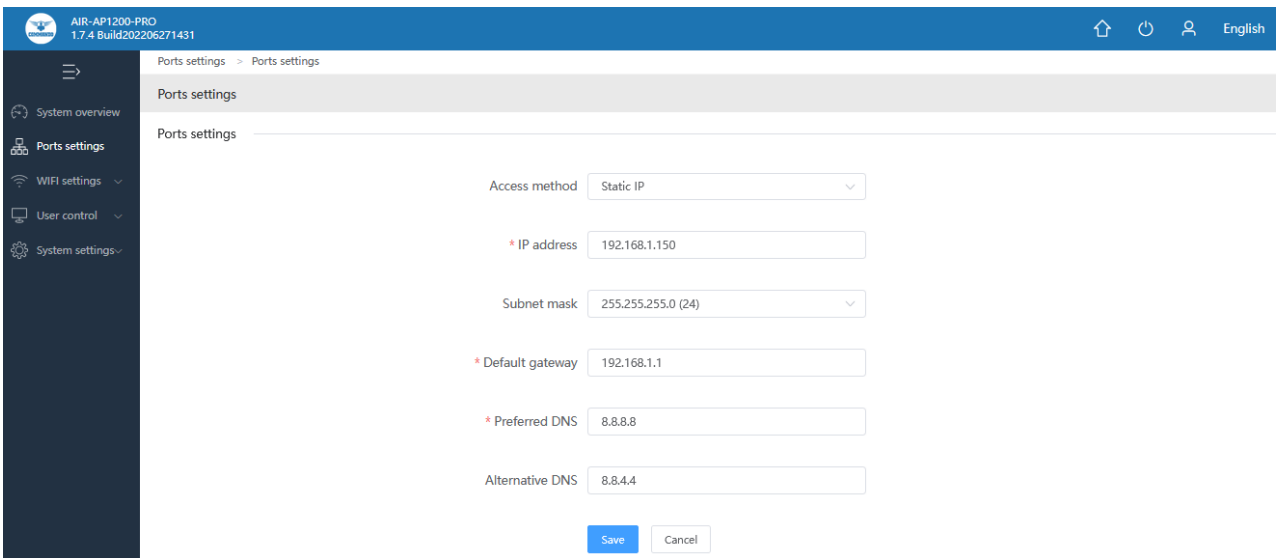 AIR-AP1200-PRO
1.7.4 Build202206271431
English
COMMANDO
Ports settings > Ports settings
Ports settings
System overview
Ports settings
WIFI settings
User control
System settings
Ports settings
Access method Static IP
* IP address 192.168.1.150
Subnet mask 255.255.255.0 (24)
* Default gateway 192.168.1.1
* Preferred DNS 8.8.8.8
Alternative DNS 8.8.4.4
Save Cancel